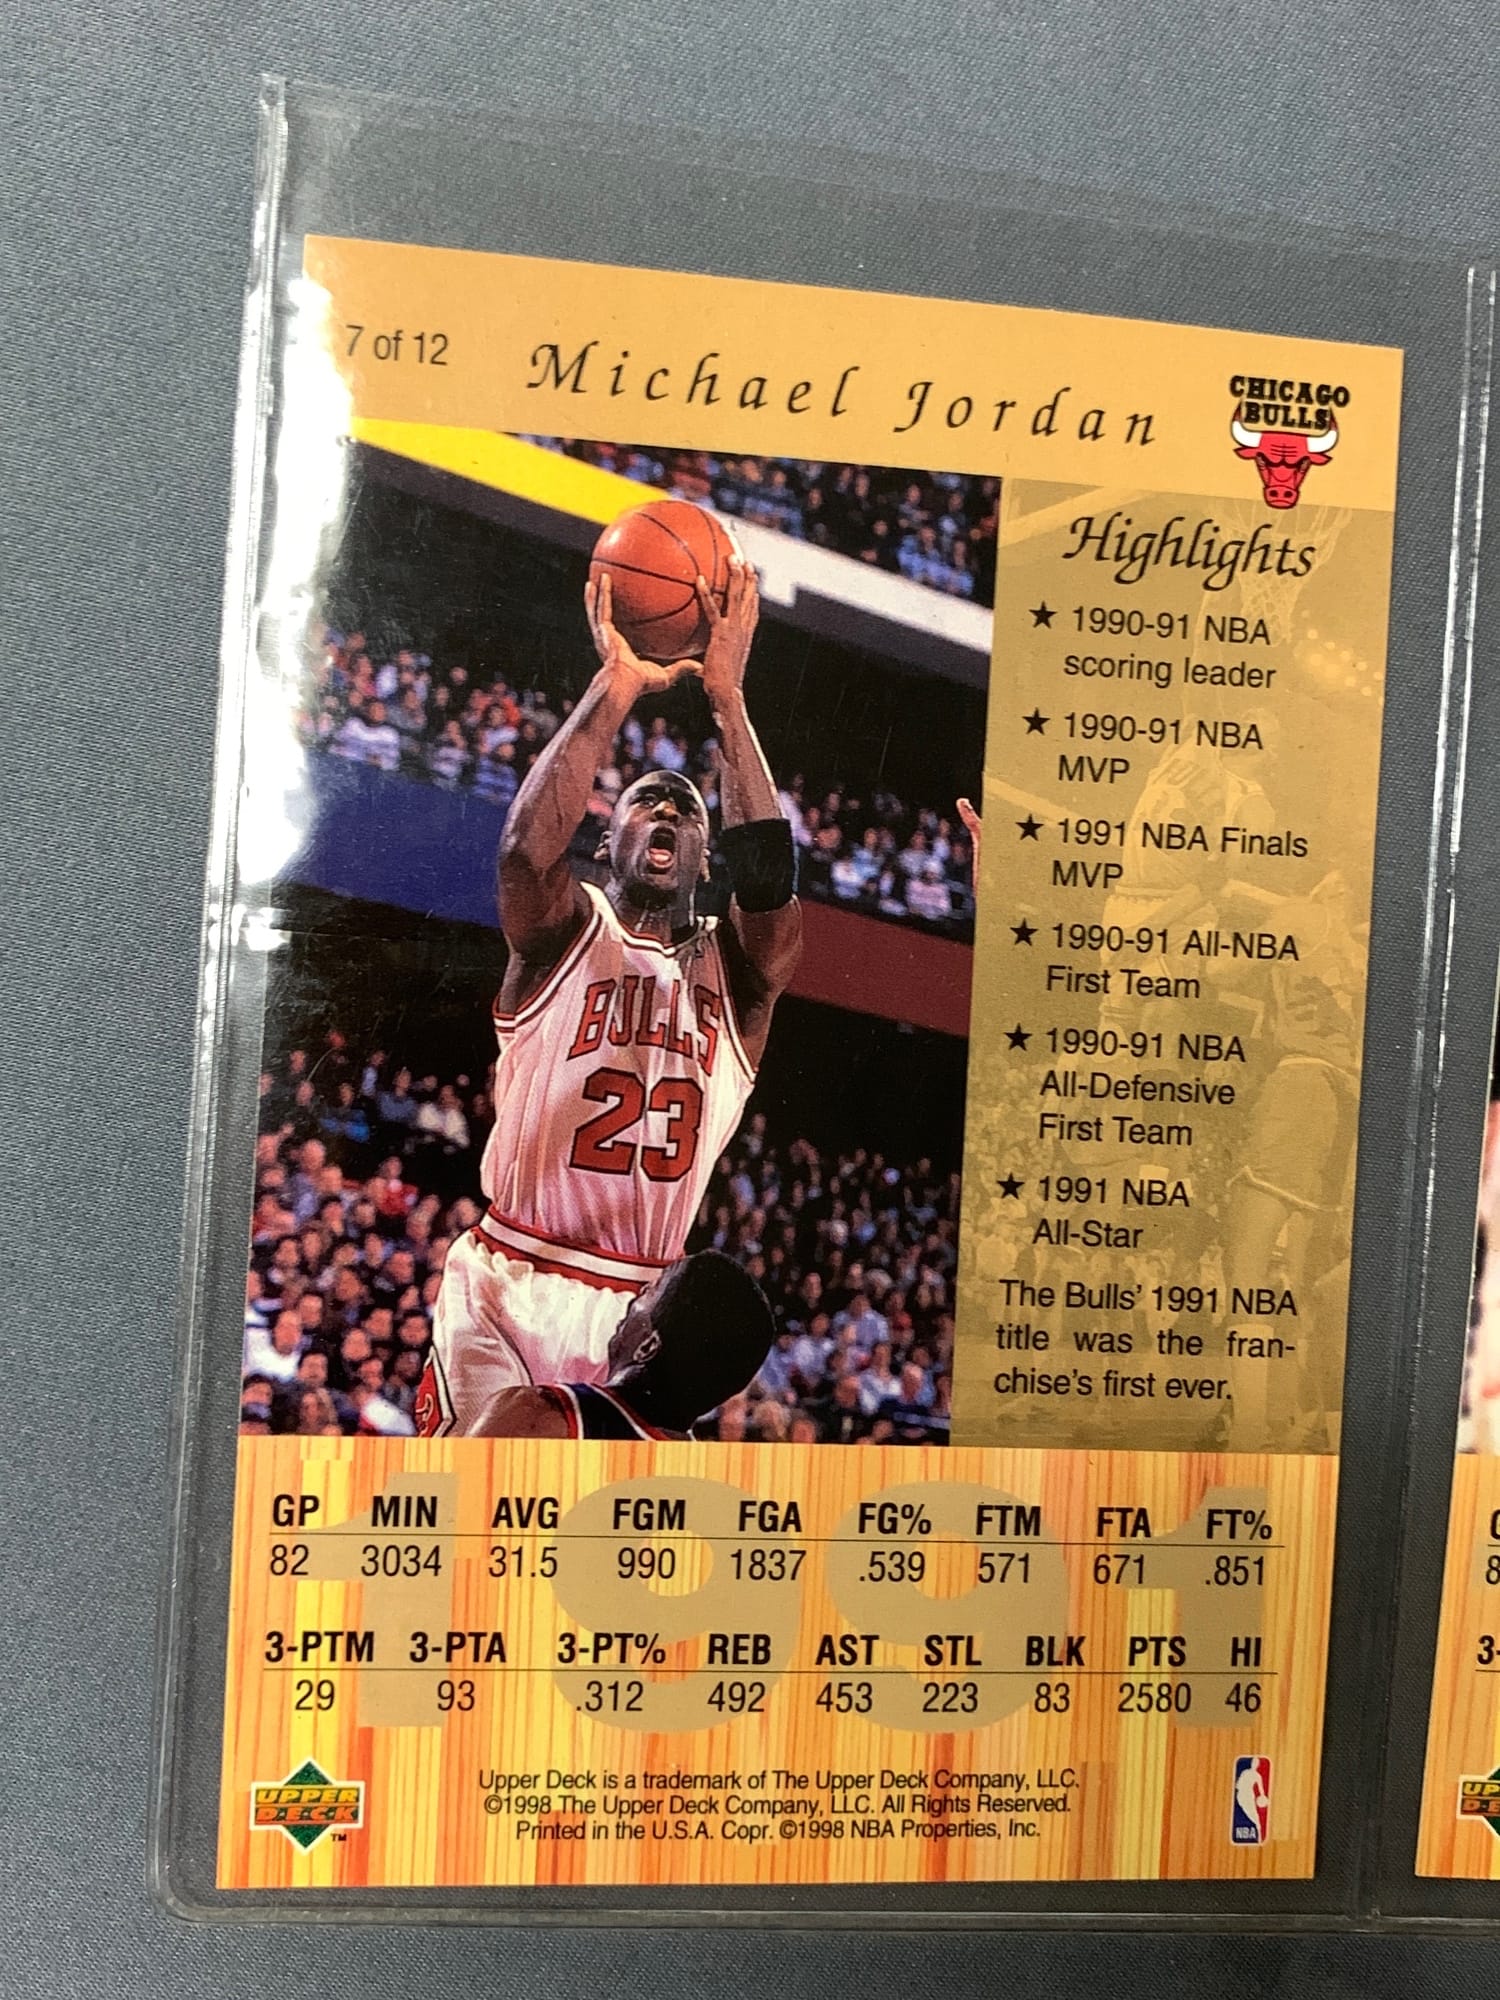 7 of 12
Michael Jordan
CHICAGO
BULLS
Highlights
★ 1990-91 NBA
scoring leader
★ 1990-91 NBA
MVP
★ 1991 NBA Finals
MVP
★ 1990-91 All-NBA
First Team
★ 1990-91 NBA
All-Defensive
First Team
★ 1991 NBA
All-Star
The Bulls' 1991 NBA
title was the fran-
chise's first ever.
BULLS
23
1991
GP MIN AVG FGM FGA FG% FTM FTA FT%
82 3034 31.5 990 1837 .539 571 671 .851
3-PTM 3-PTA 3-PT% REB AST STL BLK PTS HI
29 93 .312 492 453 223 83 2580 46
UPPER
DECK
TM
Upper Deck is a trademark of The Upper Deck Company, LLC.
©1998 The Upper Deck Company, LLC. All Rights Reserved.
Printed in the U.S.A. Copr. ©1998 NBA Properties, Inc.
NBA